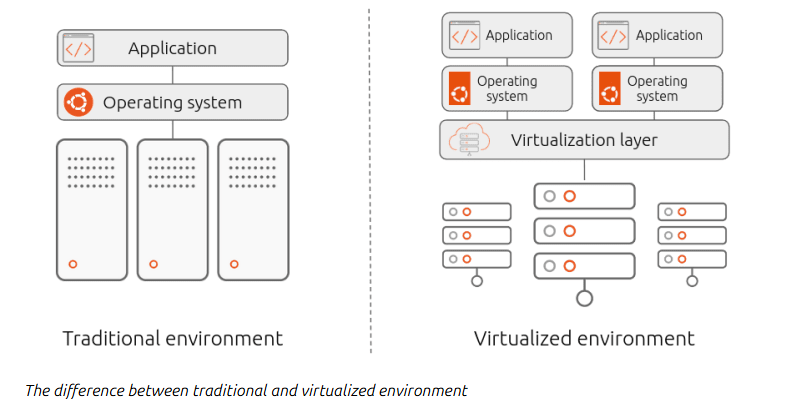 Application
Operating system
Traditional environment
Application
Application
Operating
system
Operating
system
Virtualization layer
Virtualized environment
The difference between traditional and virtualized environment